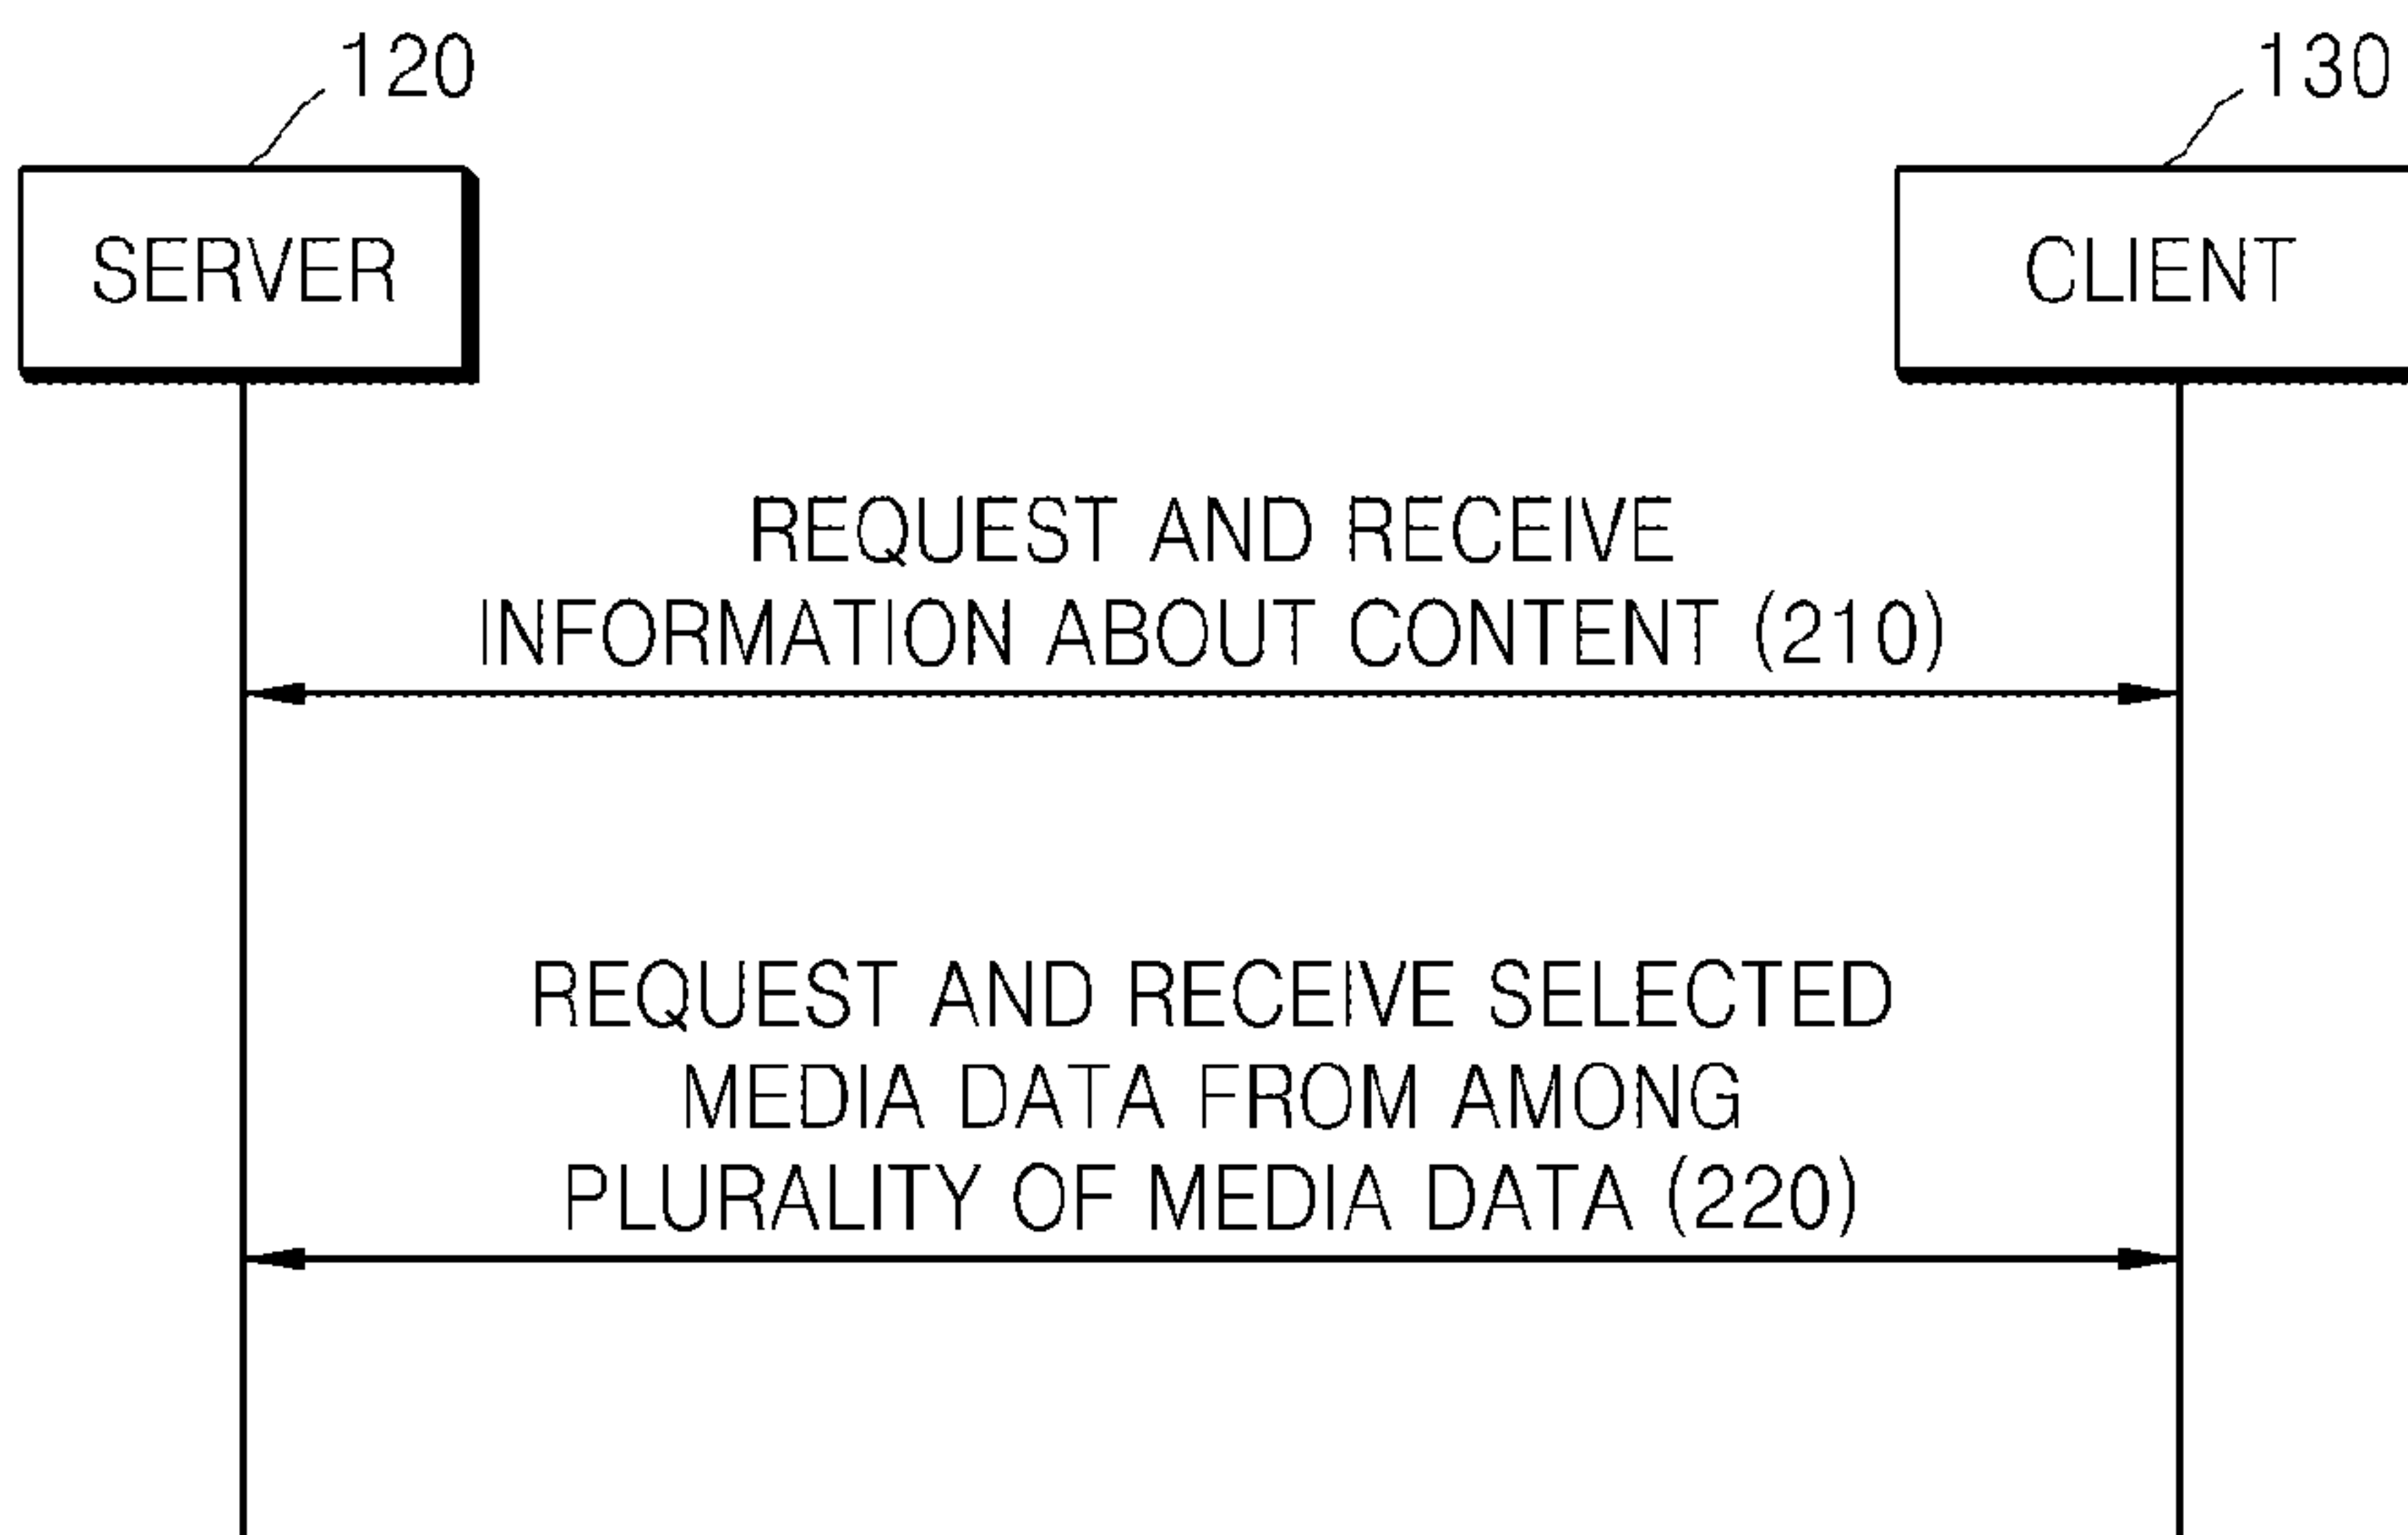 120
130
SERVER
CLIENT
REQUEST AND RECEIVE
INFORMATION ABOUT CONTENT (210)
REQUEST AND RECEIVE SELECTED
MEDIA DATA FROM AMONG
PLURALITY OF MEDIA DATA (220)